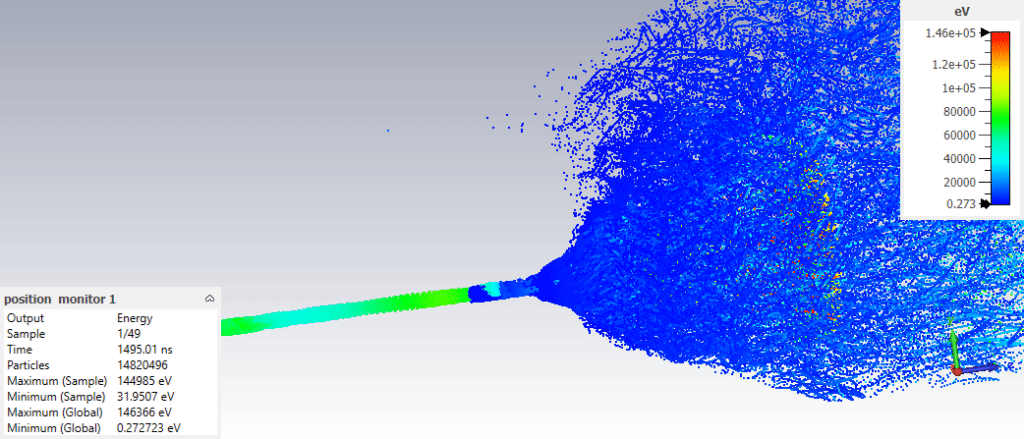 eV
1.46e+05
1.2e+05
1e+05
80000
60000
40000
20000
0.273
position monitor 1
Output Energy
Sample 1/49
Time 1495.01 ns
Particles 14820496
Maximum (Sample) 144985 eV
Minimum (Sample) 31.9507 eV
Maximum (Global) 146366 eV
Minimum (Global) 0.272723 eV